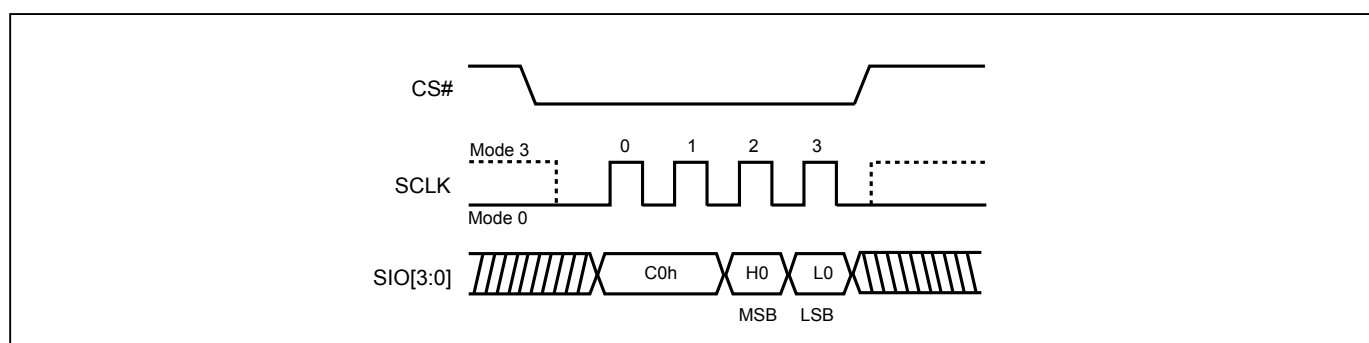 CS#
Mode 3
0 1 2 3
SCLK
Mode 0
SIO[3:0]
C0h H0 L0
MSB LSB